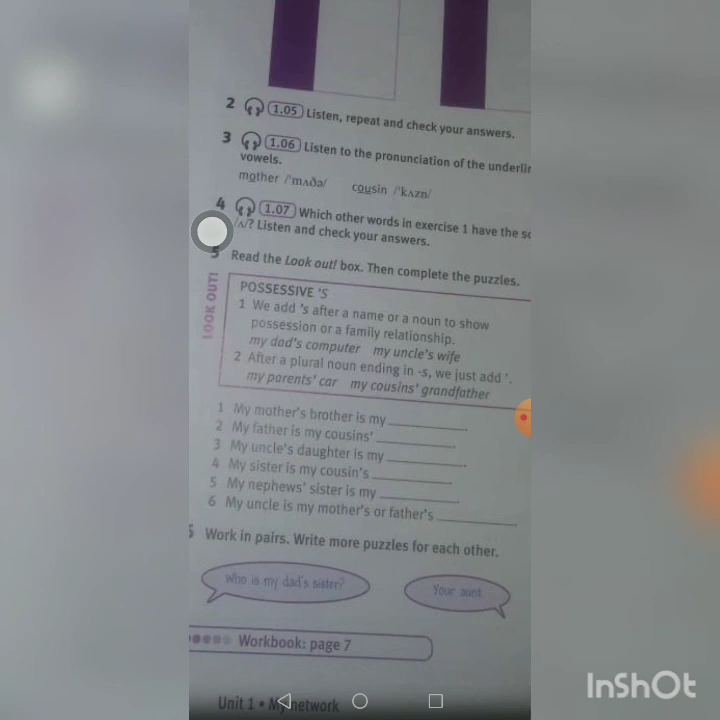 2 1.05 Listen, repeat and check your answers.
3 1.06 Listen to the pronunciation of the
vowels.
mother /ˈmʌðə/ cousin /ˈkʌzn/
4 1.07 Which other words in exercise 1 have the
/ʌ/? Listen and check your answers.
5 Read the Look out! box. Then complete the puzzles.
LOOK OUT!
POSSESSIVE 'S
1 We add 's after a name or a noun to show
possession or a family relationship.
my dad's computer my uncle's wife
2 After a plural noun ending in -s, we just add '.
my parents' car my cousins' grandfather
1 My mother's brother is my ________.
2 My father is my cousins' ________.
3 My uncle's daughter is my ________.
4 My sister is my cousin's ________.
5 My nephews' sister is my ________.
6 My uncle is my mother's or father's ________
Work in pairs. Write more puzzles for each other.
Who is my dad's sister?
Your aunt.
Workbook: page 7
Unit 1 • My network
InShOt